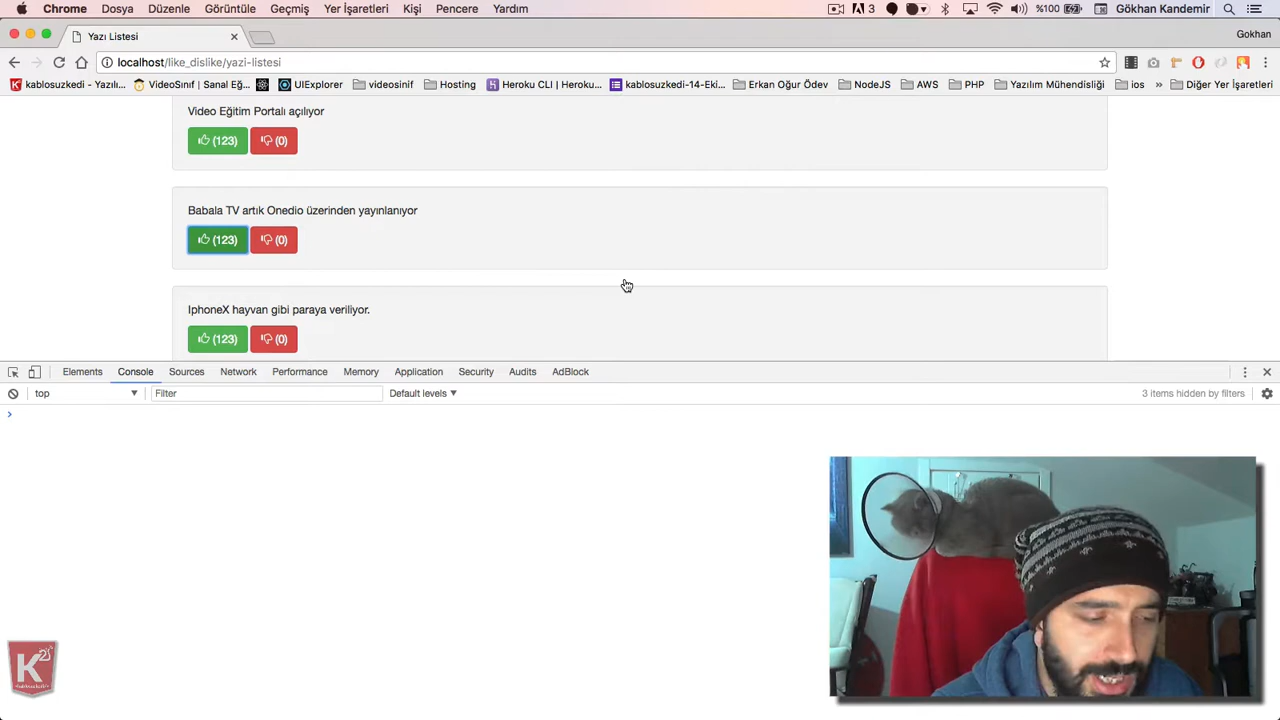 Chrome Dosya Düzenle Görüntüle Geçmiş Yer İşaretleri Kişi Pencere Yardım 3 %100 Gökhan Kandemir
Yazı Listesi Gokhan
localhost/like_dislike/yazi-listesi
kablosuzkedi - Yazılı... VideoSınıf | Sanal Eğ... UIExplorer videosinif Hosting Heroku CLI | Heroku... kablosuzkedi-14-Eki... Erkan Oğur Ödev NodeJS AWS PHP Yazılım Mühendisliği ios » Diğer Yer İşaretleri
Video Eğitim Portalı açılıyor
(123) (0)
Babala TV artık Onedio üzerinden yayınlanıyor
(123) (0)
IphoneX hayvan gibi paraya veriliyor.
(123) (0)
Elements Console Sources Network Performance Memory Application Security Audits AdBlock
top Filter Default levels 3 items hidden by filters
K